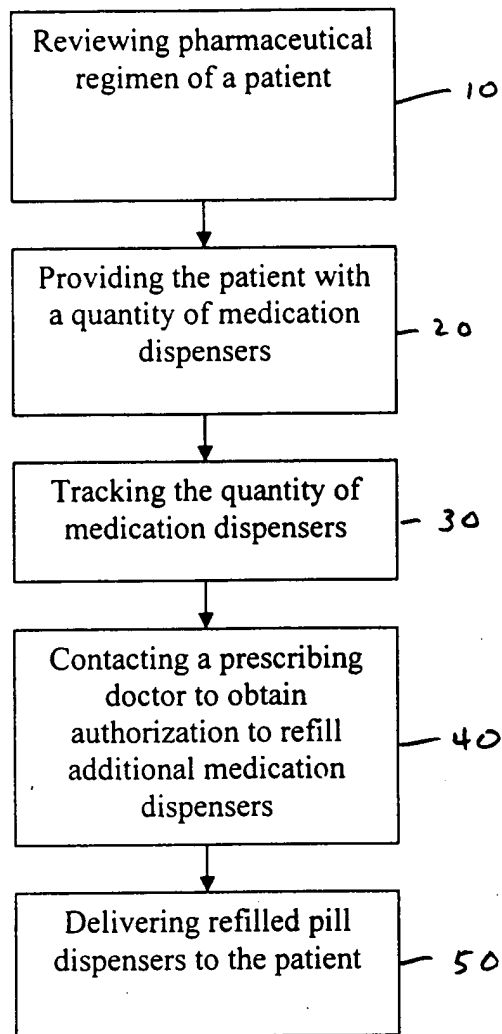 Reviewing pharmaceutical
regimen of a patient
10
Providing the patient with
a quantity of medication
dispensers
20
Tracking the quantity of
medication dispensers
30
Contacting a prescribing
doctor to obtain
authorization to refill
additional medication
dispensers
40
Delivering refilled pill
dispensers to the patient
50